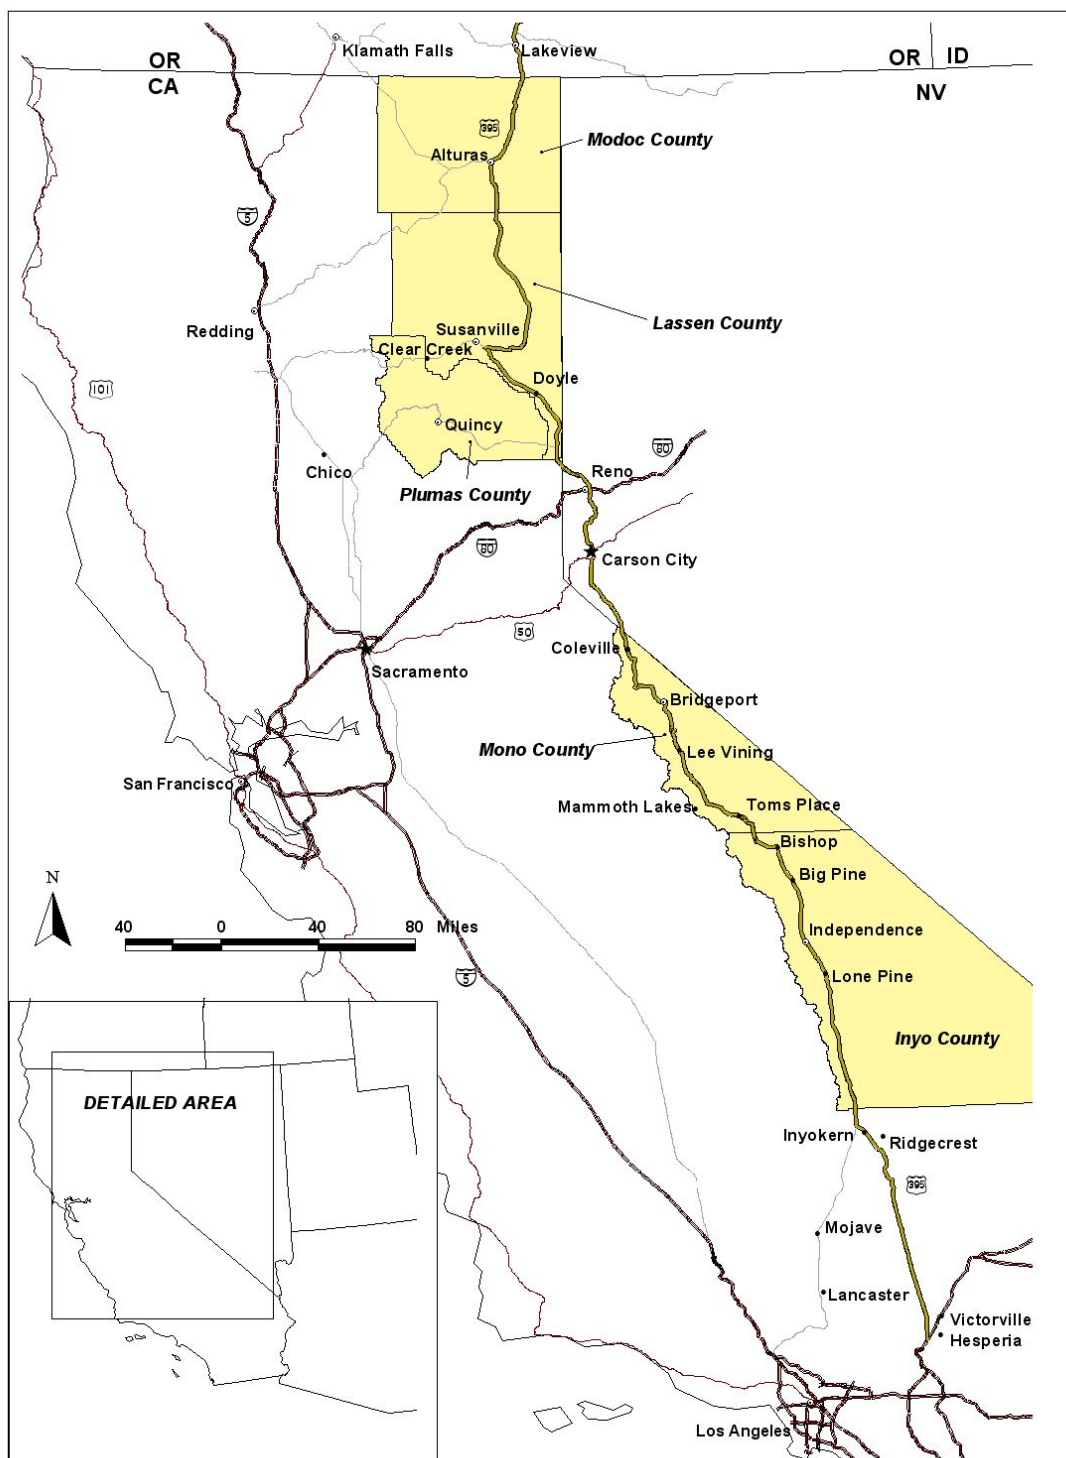 Klamath Falls
Lakeview
OR
OR
ID
CA
NV
395
Modoc County
Alturas
5
Lassen County
Redding
Susanville
Clear Creek
101
Doyle
Quincy
80
Chico
Reno
Plumas County
80
Carson City
50
Coleville
Sacramento
Bridgeport
Mono County
Lee Vining
San Francisco
Mammoth Lakes
Toms Place
Bishop
Big Pine
N
40 0 40 80 Miles
Independence
5
Lone Pine
Inyo County
DETAILED AREA
Inyokern
Ridgecrest
395
Mojave
Lancaster
Victorville
Hesperia
Los Angeles